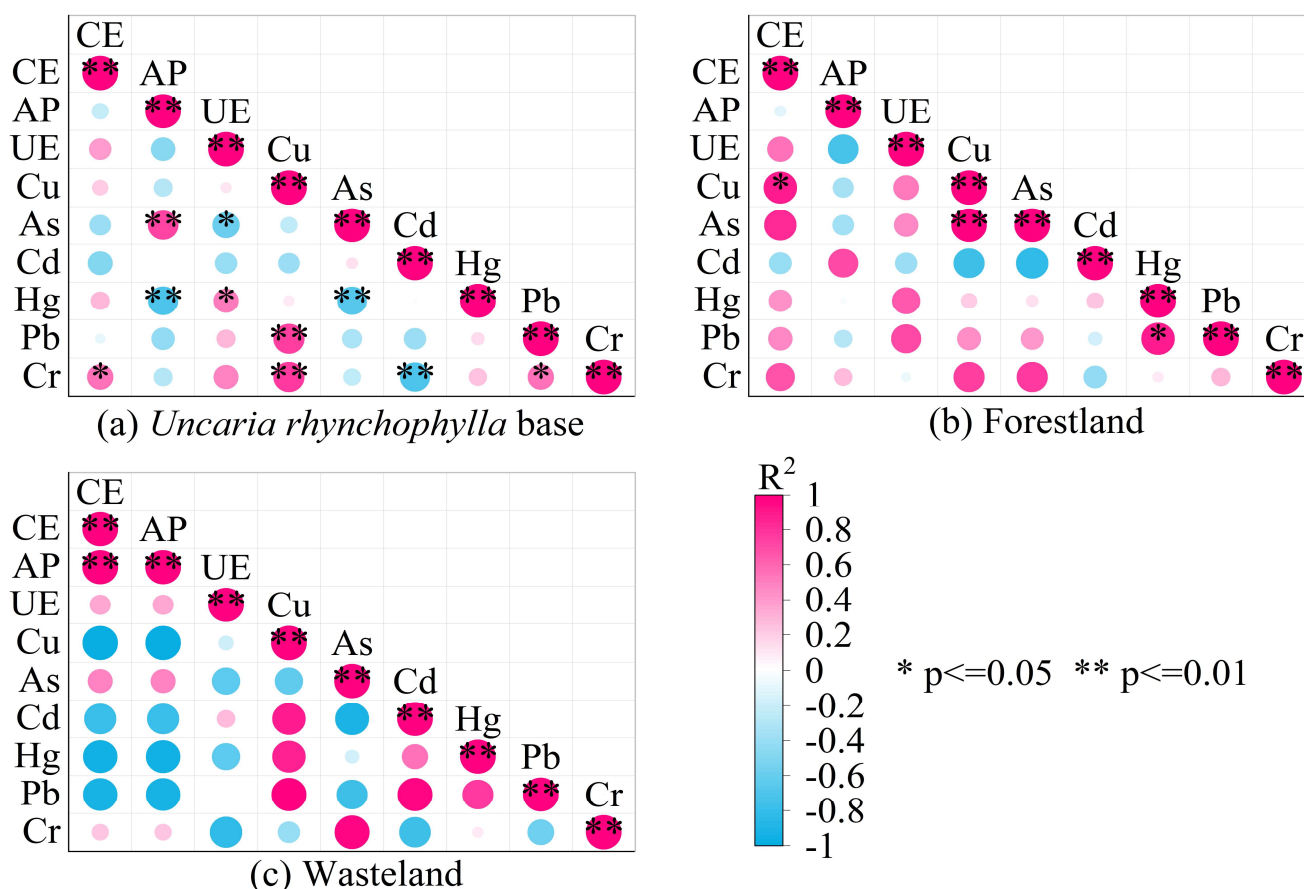 CE
CE ** AP
AP ** UE
UE ** Cu
Cu ** As
As ** * ** Cd
Cd ** Hg
Hg ** * ** ** Pb
Pb ** ** Cr
Cr * ** ** * **
(a) Uncaria rhynchophylla base
CE
CE ** AP
AP ** UE
UE ** Cu
Cu * ** As
As ** ** Cd
Cd ** Hg
Hg ** Pb
Pb * ** Cr
Cr **
(b) Forestland
CE
CE ** AP
AP ** ** UE
UE ** Cu
Cu ** As
As ** Cd
Cd ** Hg
Hg ** Pb
Pb ** Cr
Cr **
(c) Wasteland
R²
1
0.8
0.6
0.4
0.2
0
-0.2
-0.4
-0.6
-0.8
-1
* p<=0.05 ** p<=0.01